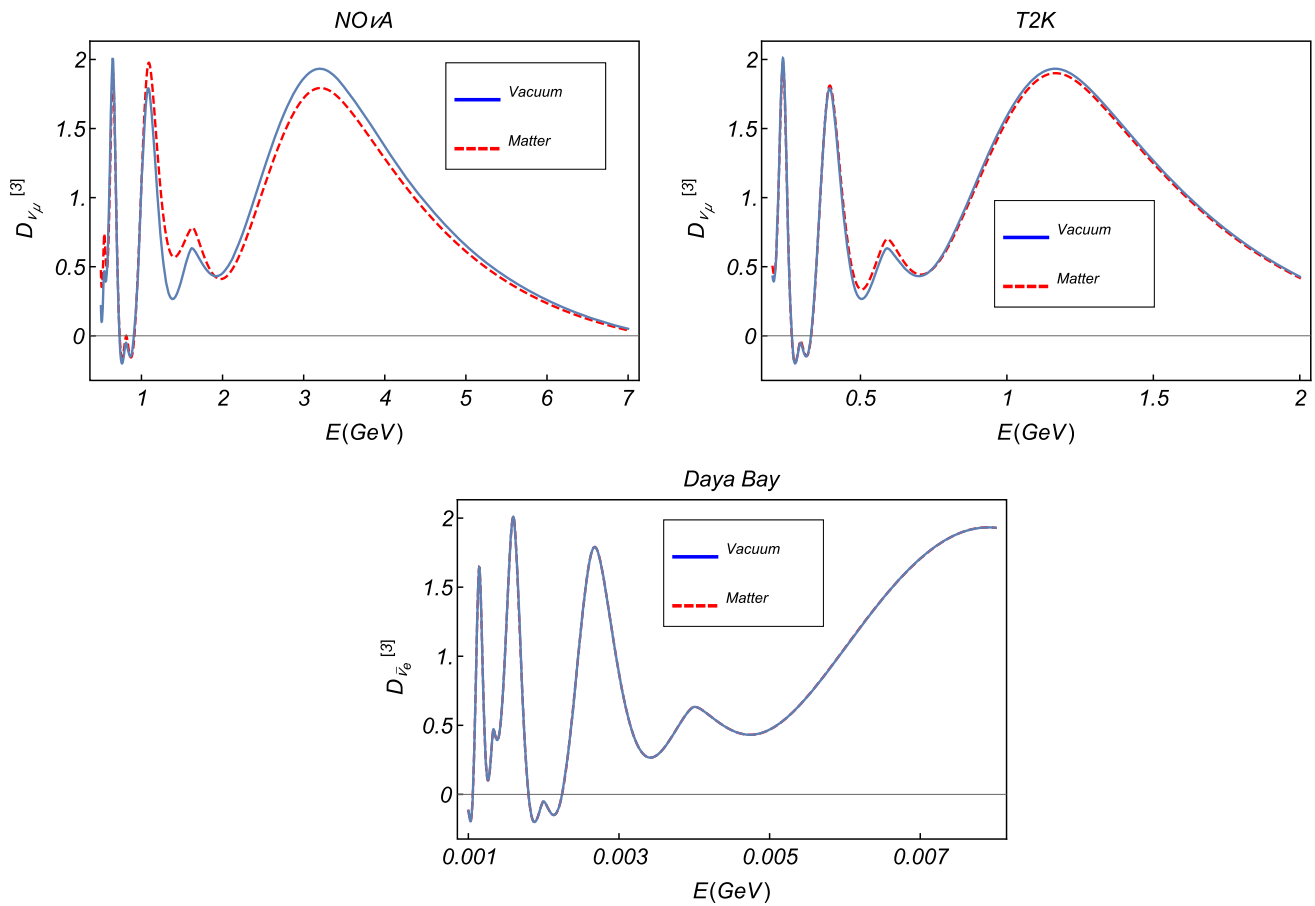 NOνA
D_{ν_μ}^{[3]}
2
1.5
1.
0.5
0
Vacuum
Matter
1 2 3 4 5 6 7
E(GeV)
T2K
D_{ν_μ}^{[3]}
2
1.5
1.
0.5
0
Vacuum
Matter
0.5 1 1.5 2
E(GeV)
Daya Bay
D_{ν̄_e}^{[3]}
2
1.5
1.
0.5
0
Vacuum
Matter
0.001 0.003 0.005 0.007
E(GeV)